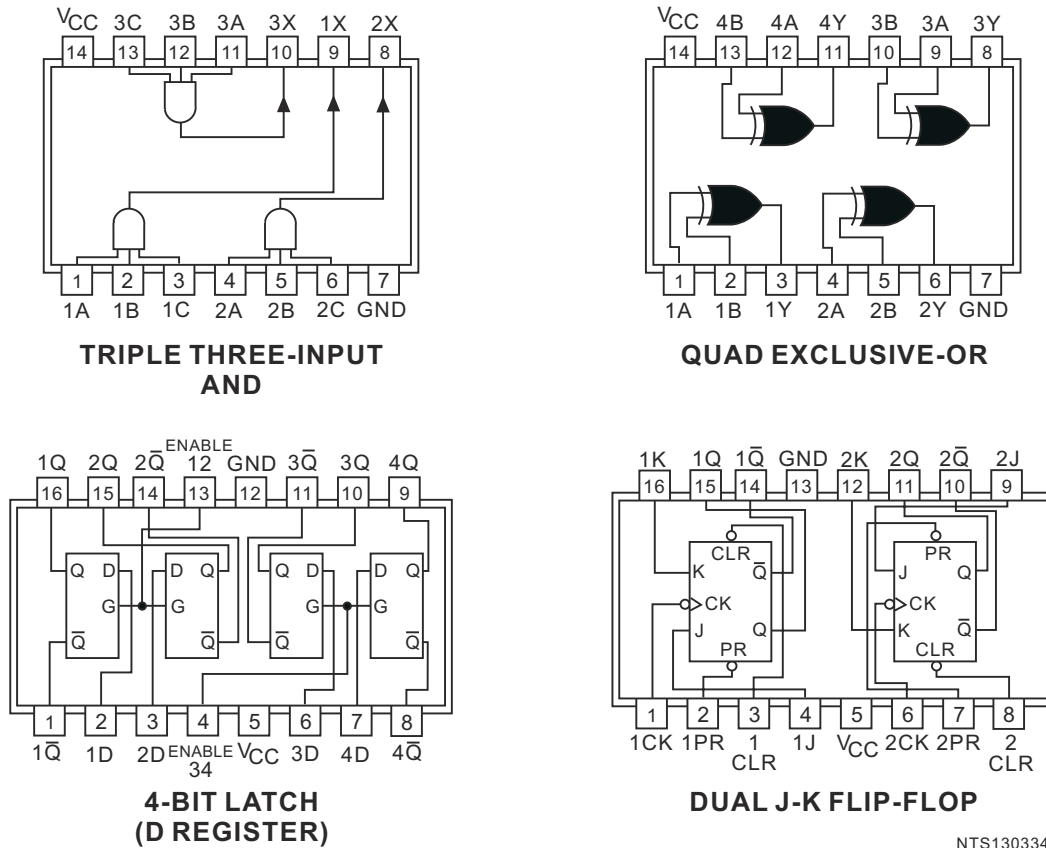 VCC 3C 3B 3A 3X 1X 2X
14 13 12 11 10 9 8
1 2 3 4 5 6 7
1A 1B 1C 2A 2B 2C GND
TRIPLE THREE-INPUT
AND
VCC 4B 4A 4Y 3B 3A 3Y
14 13 12 11 10 9 8
1 2 3 4 5 6 7
1A 1B 1Y 2A 2B 2Y GND
QUAD EXCLUSIVE-OR
ENABLE
1Q 2Q 2Q̅ 12 GND 3Q̅ 3Q 4Q
16 15 14 13 12 11 10 9
Q D D Q Q D D Q
G G G G
Q̅ Q̅ Q̅ Q̅
1 2 3 4 5 6 7 8
1Q̅ 1D 2D ENABLE VCC 3D 4D 4Q̅
34
4-BIT LATCH
(D REGISTER)
1K 1Q 1Q̅ GND 2K 2Q 2Q̅ 2J
16 15 14 13 12 11 10 9
CLR PR
K Q̅ J Q
CK CK
J Q K Q̅
PR CLR
1 2 3 4 5 6 7 8
1CK 1PR 1 1J VCC 2CK 2PR 2
CLR CLR
DUAL J-K FLIP-FLOP
NTS130334